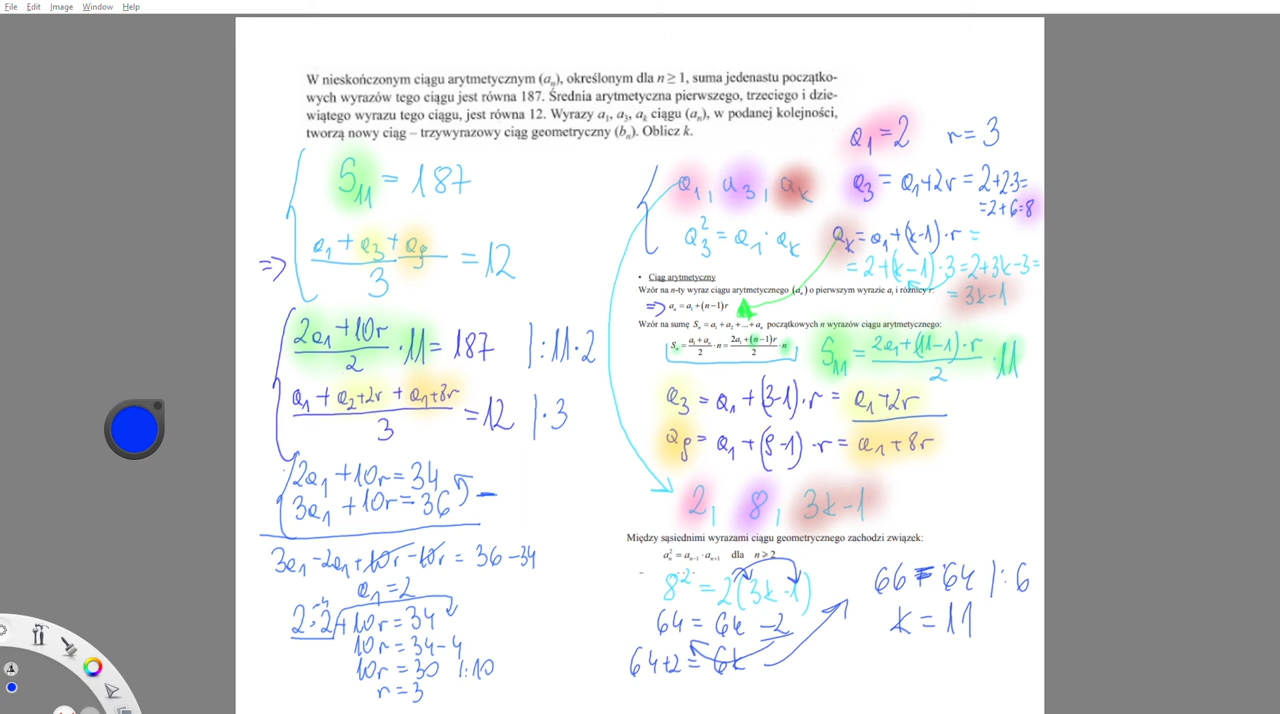 File Edit Image Window Help
W nieskończonym ciągu arytmetycznym (aₙ), określonym dla n ≥ 1, suma jedenastu początko-
wych wyrazów tego ciągu jest równa 187. Średnia arytmetyczna pierwszego, trzeciego i dzie-
wiątego wyrazu tego ciągu, jest równa 12. Wyrazy a₁, a₃, aₖ ciągu (aₙ), w podanej kolejności,
tworzą nowy ciąg – trzywyrazowy ciąg geometryczny (bₙ). Oblicz k.
S₁₁ = 187
=> (a₁ + a₃ + a₉)/3 = 12
(2a₁ + 10r)/2 · 11 = 187 |:11·2
(a₁ + a₂+2r + a₁+8r)/3 = 12 |·3
2a₁ + 10r = 34
3a₁ + 10r = 36 -
3a₁ - 2a₁ + 10r - 10r = 36 - 34
a₁ = 2
2·2 + 10r = 34
10r = 34 - 4
10r = 30 |:10
r = 3
a₁ = 2 r = 3
a₁, a₃, aₖ
a₃² = a₁ · aₖ
a₃ = a₁ + 2r = 2 + 2·3 =
= 2 + 6 = 8
aₖ = a₁ + (k-1)·r =
= 2 + (k-1)·3 = 2 + 3k - 3 =
= 3k - 1
• Ciąg arytmetyczny
Wzór na n-ty wyraz ciągu arytmetycznego (aₙ) o pierwszym wyrazie a₁ i różnicy r:
=> aₙ = a₁ + (n−1)r
Wzór na sumę Sₙ = a₁ + a₂ + ... + aₙ początkowych n wyrazów ciągu arytmetycznego:
Sₙ = (a₁ + aₙ)/2 · n = (2a₁ + (n−1)r)/2 · n
S₁₁ = (2a₁ + (11-1)·r)/2 · 11
a₃ = a₁ + (3-1)·r = a₁ + 2r
a₉ = a₁ + (9-1)·r = a₁ + 8r
2, 8, 3k-1
Między sąsiednimi wyrazami ciągu geometrycznego zachodzi związek:
aₙ² = aₙ₋₁ · aₙ₊₁ dla n ≥ 2
8² = 2(3k-1)
64 = 6k - 2
64+2 = 6k
66 = 6k |:6
k = 11